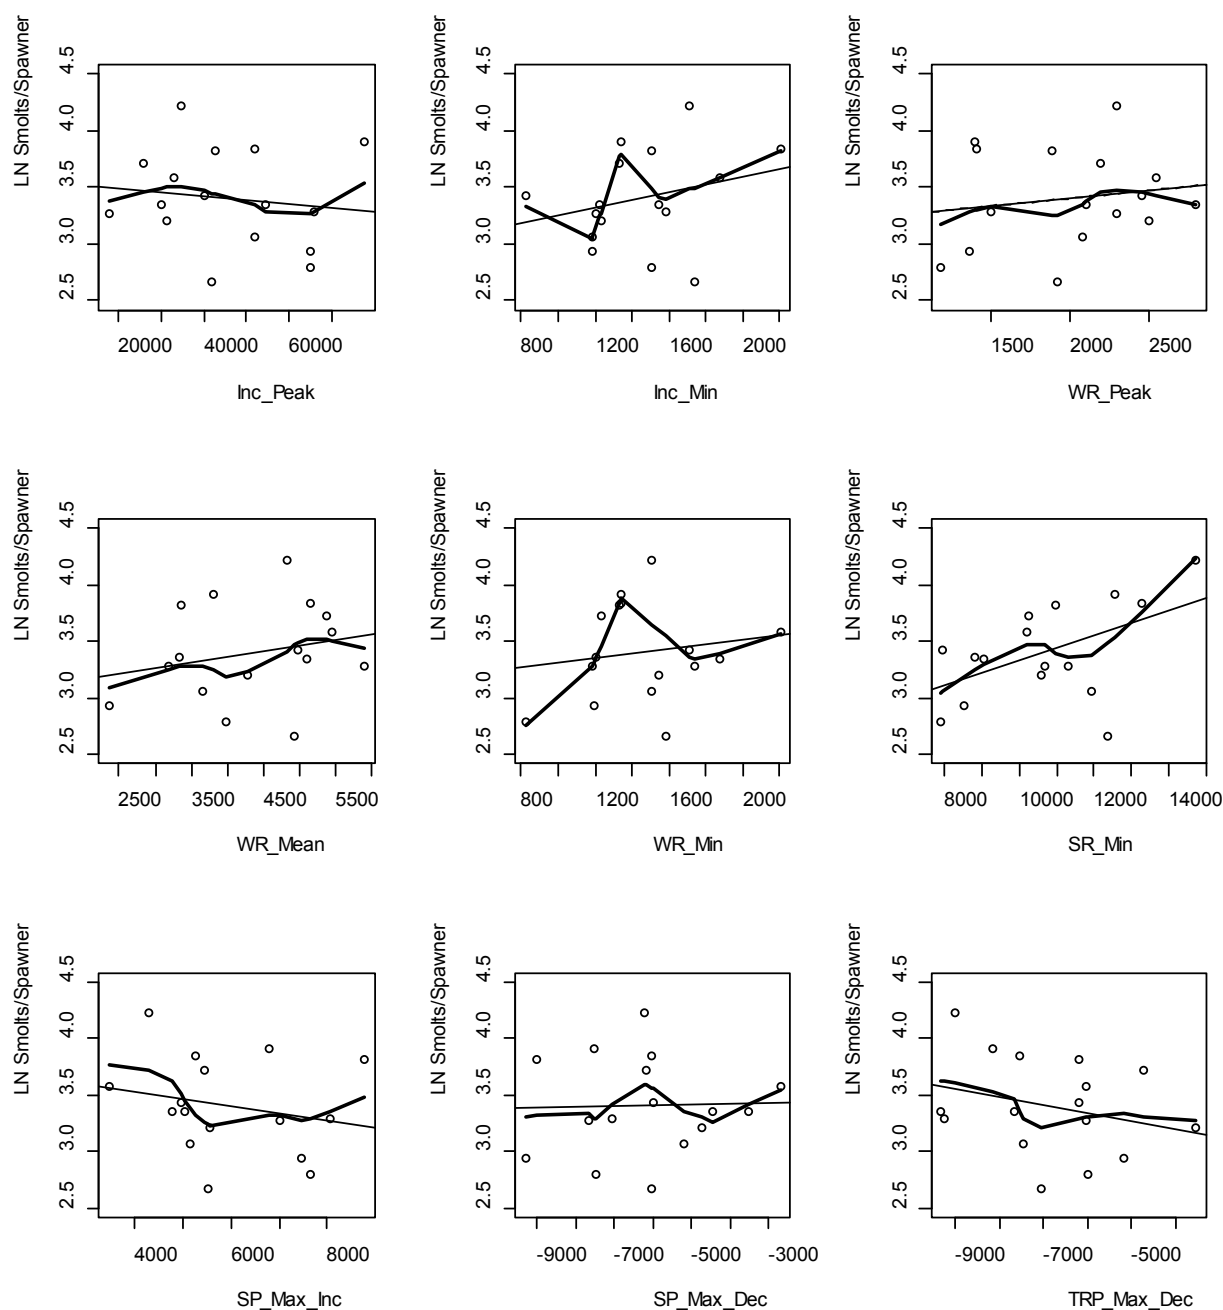 LN Smolts/Spawner
4.5
4.0
3.5
3.0
2.5
20000 40000 60000
Inc_Peak
LN Smolts/Spawner
4.5
4.0
3.5
3.0
2.5
800 1200 1600 2000
Inc_Min
LN Smolts/Spawner
4.5
4.0
3.5
3.0
2.5
1500 2000 2500
WR_Peak
LN Smolts/Spawner
4.5
4.0
3.5
3.0
2.5
2500 3500 4500 5500
WR_Mean
LN Smolts/Spawner
4.5
4.0
3.5
3.0
2.5
800 1200 1600 2000
WR_Min
LN Smolts/Spawner
4.5
4.0
3.5
3.0
2.5
8000 10000 12000 14000
SR_Min
LN Smolts/Spawner
4.5
4.0
3.5
3.0
2.5
4000 6000 8000
SP_Max_Inc
LN Smolts/Spawner
4.5
4.0
3.5
3.0
2.5
-9000 -7000 -5000 -3000
SP_Max_Dec
LN Smolts/Spawner
4.5
4.0
3.5
3.0
2.5
-9000 -7000 -5000
TRP_Max_Dec